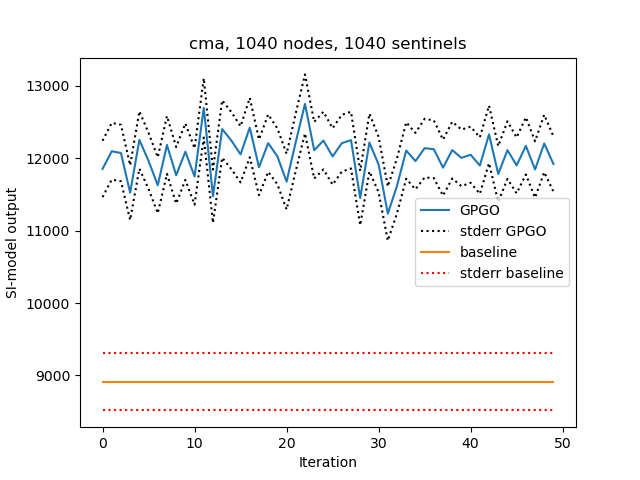 cma, 1040 nodes, 1040 sentinels
SI-model output
13000
12000
11000
10000
9000
GPGO
stderr GPGO
baseline
stderr baseline
0 10 20 30 40 50
Iteration